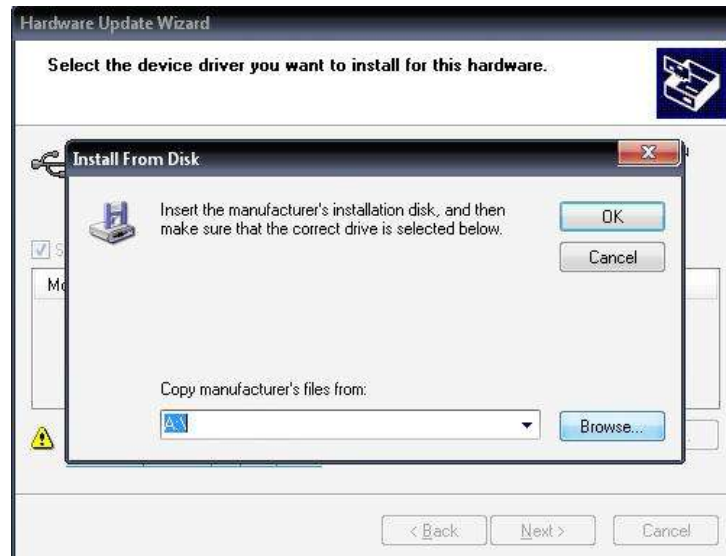 Hardware Update Wizard
Select the device driver you want to install for this hardware.
Install From Disk
Insert the manufacturer's installation disk, and then
make sure that the correct drive is selected below.
OK
Cancel
Copy manufacturer's files from:
A:\
Browse...
< Back
Next >
Cancel